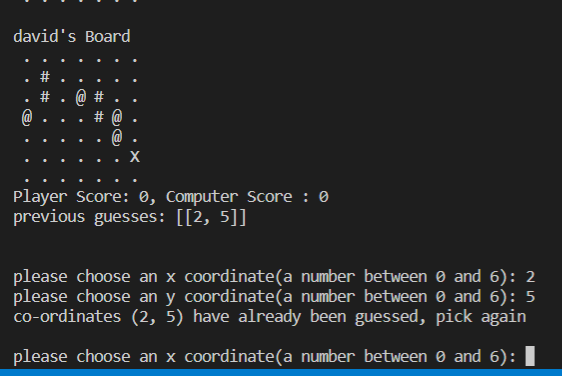 . . . . . . .
david's Board
. . . . . . .
. # . . . . .
. # . @ # . .
@ . . . # @ .
. . . . . @ .
. . . . . . X
. . . . . . .
Player Score: 0, Computer Score : 0
previous guesses: [[2, 5]]
please choose an x coordinate(a number between 0 and 6): 2
please choose an y coordinate(a number between 0 and 6): 5
co-ordinates (2, 5) have already been guessed, pick again
please choose an x coordinate(a number between 0 and 6):